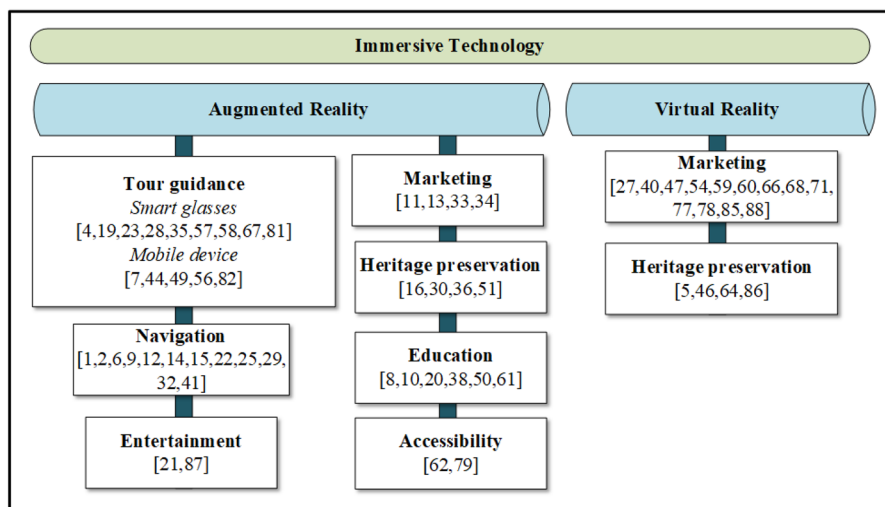 Immersive Technology
Augmented Reality
Tour guidance
Smart glasses
[4,19,23,28,35,57,58,67,81]
Mobile device
[7,44,49,56,82]
Navigation
[1,2,6,9,12,14,15,22,25,29,
32,41]
Entertainment
[21,87]
Marketing
[11,13,33,34]
Heritage preservation
[16,30,36,51]
Education
[8,10,20,38,50,61]
Accessibility
[62,79]
Virtual Reality
Marketing
[27,40,47,54,59,60,66,68,71,
77,78,85,88]
Heritage preservation
[5,46,64,86]